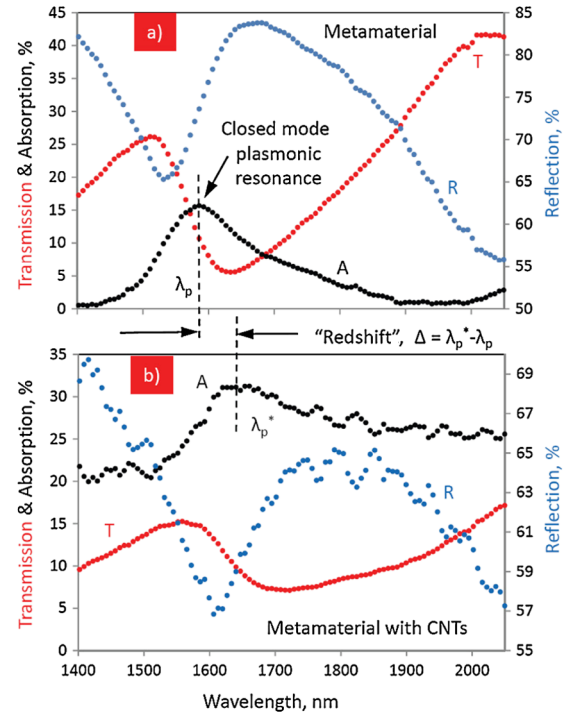 a)
Metamaterial
Transmission & Absorption, %
45
40
35
30
25
20
15
10
5
0
Reflection, %
85
80
75
70
65
60
55
50
T
R
A
Closed mode
plasmonic
resonance
λp
"Redshift", Δ = λp*-λp
b)
Transmission & Absorption, %
35
30
25
20
15
10
5
0
Reflection, %
69
67
65
63
61
59
57
55
A
λp*
R
T
Metamaterial with CNTs
1400 1500 1600 1700 1800 1900 2000
Wavelength, nm